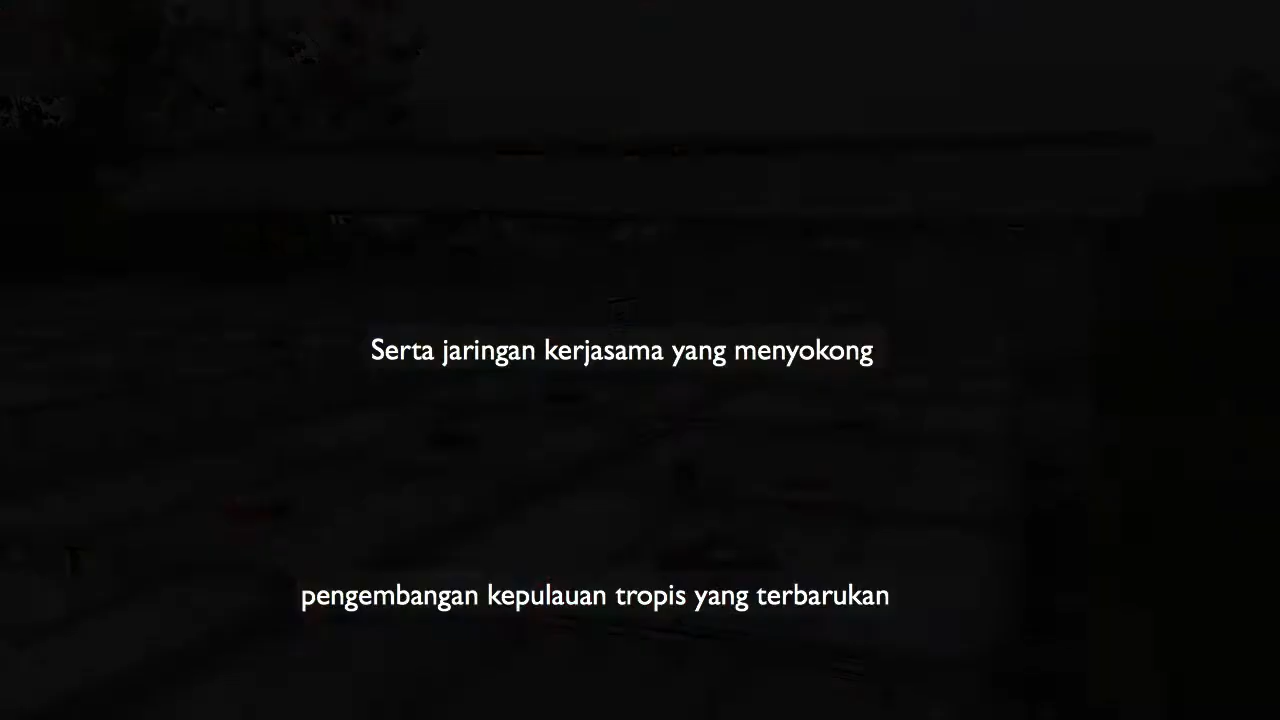 Serta jaringan kerjasama yang menyokong
pengembangan kepulauan tropis yang terbarukan